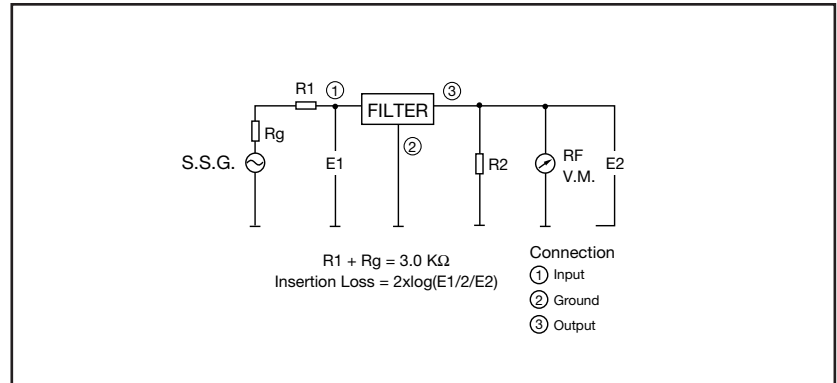 R1 ①
FILTER
③
Rg
②
S.S.G.
E1
R2
RF
V.M.
E2
R1 + Rg = 3.0 KΩ
Insertion Loss = 2xlog(E1/2/E2)
Connection
① Input
② Ground
③ Output